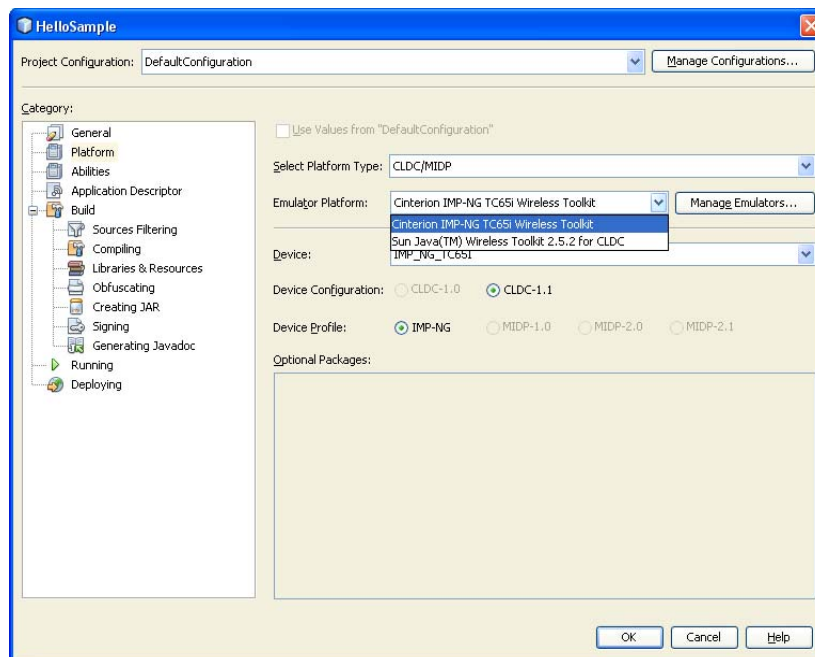 HelloSample
Project Configuration: DefaultConfiguration Manage Configurations...
Category:
General
Platform
Abilities
Application Descriptor
Build
Sources Filtering
Compiling
Libraries & Resources
Obfuscating
Creating JAR
Signing
Generating Javadoc
Running
Deploying
Use Values from "DefaultConfiguration"
Select Platform Type: CLDC/MIDP
Emulator Platform: Cinterion IMP-NG TC65i Wireless Toolkit Manage Emulators...
Cinterion IMP-NG TC65i Wireless Toolkit
Sun Java(TM) Wireless Toolkit 2.5.2 for CLDC
Device: IMP_NG_TC65I
Device Configuration: CLDC-1.0 CLDC-1.1
Device Profile: IMP-NG MIDP-1.0 MIDP-2.0 MIDP-2.1
Optional Packages:
OK Cancel Help